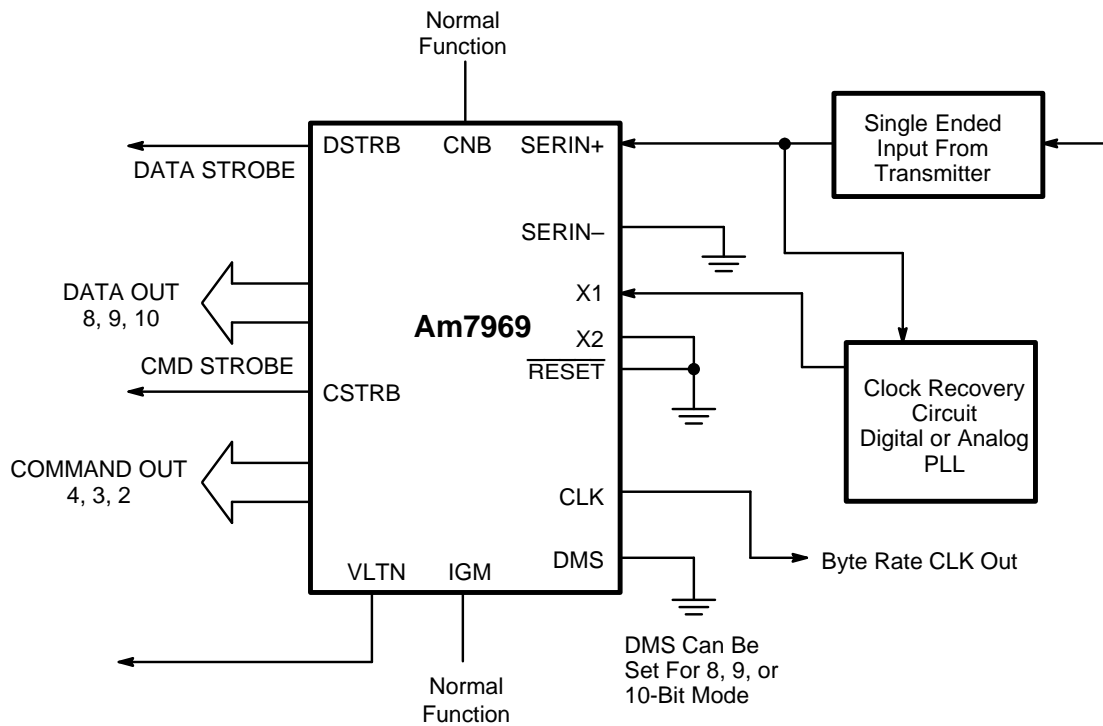 Normal
Function
DSTRB
CNB
SERIN+
Single Ended
Input From
Transmitter
DATA STROBE
SERIN–
DATA OUT
8, 9, 10
X1
Am7969
X2
CMD STROBE
RESET
CSTRB
Clock Recovery
Circuit
Digital or Analog
PLL
COMMAND OUT
4, 3, 2
CLK
DMS
Byte Rate CLK Out
VLTN
IGM
DMS Can Be
Set For 8, 9, or
10-Bit Mode
Normal
Function